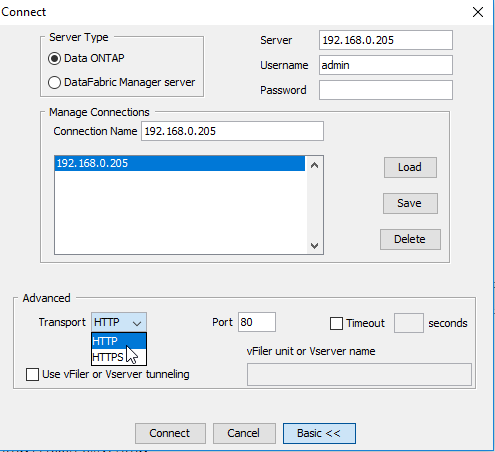 Connect
Server Type
Data ONTAP
DataFabric Manager server
Server 192.168.0.205
Username admin
Password
Manage Connections
Connection Name 192.168.0.205
192.168.0.205
Load
Save
Delete
Advanced
Transport HTTP Port 80 Timeout seconds
HTTP
HTTPS
vFiler unit or Vserver name
Use vFiler or Vserver tunneling
Connect Cancel Basic <<